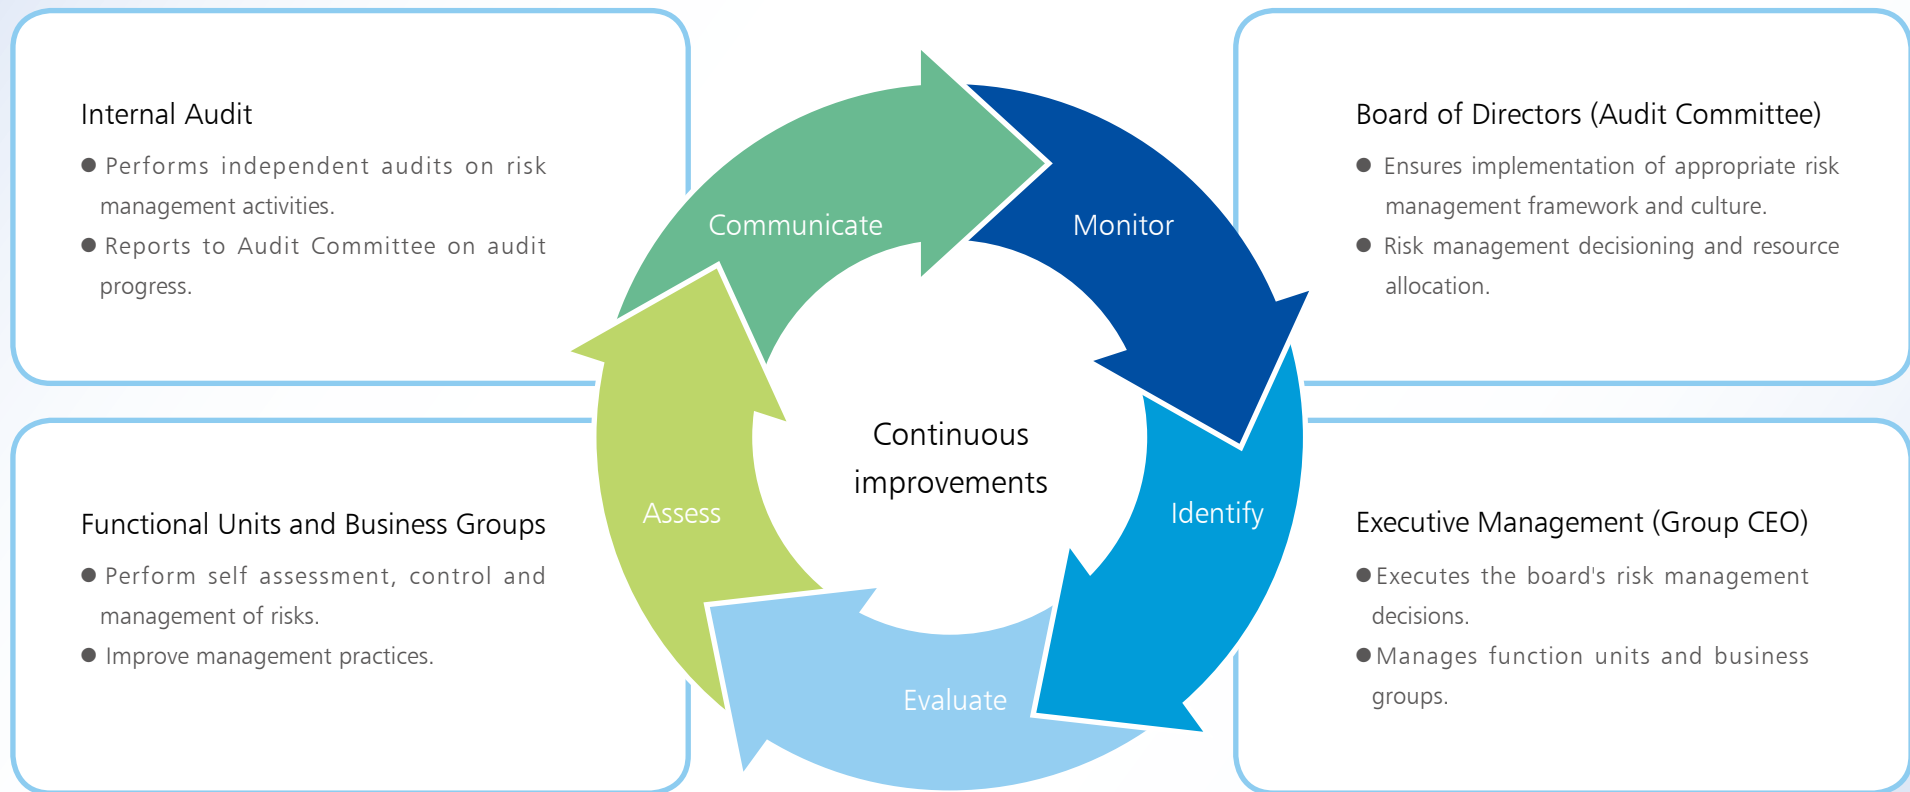 Internal Audit
● Performs independent audits on risk
management activities.
● Reports to Audit Committee on audit
progress.
Board of Directors (Audit Committee)
● Ensures implementation of appropriate risk
management framework and culture.
● Risk management decisioning and resource
allocation.
Communicate
Monitor
Continuous
improvements
Assess
Identify
Evaluate
Functional Units and Business Groups
● Perform self assessment, control and
management of risks.
● Improve management practices.
Executive Management (Group CEO)
● Executes the board's risk management
decisions.
● Manages function units and business
groups.